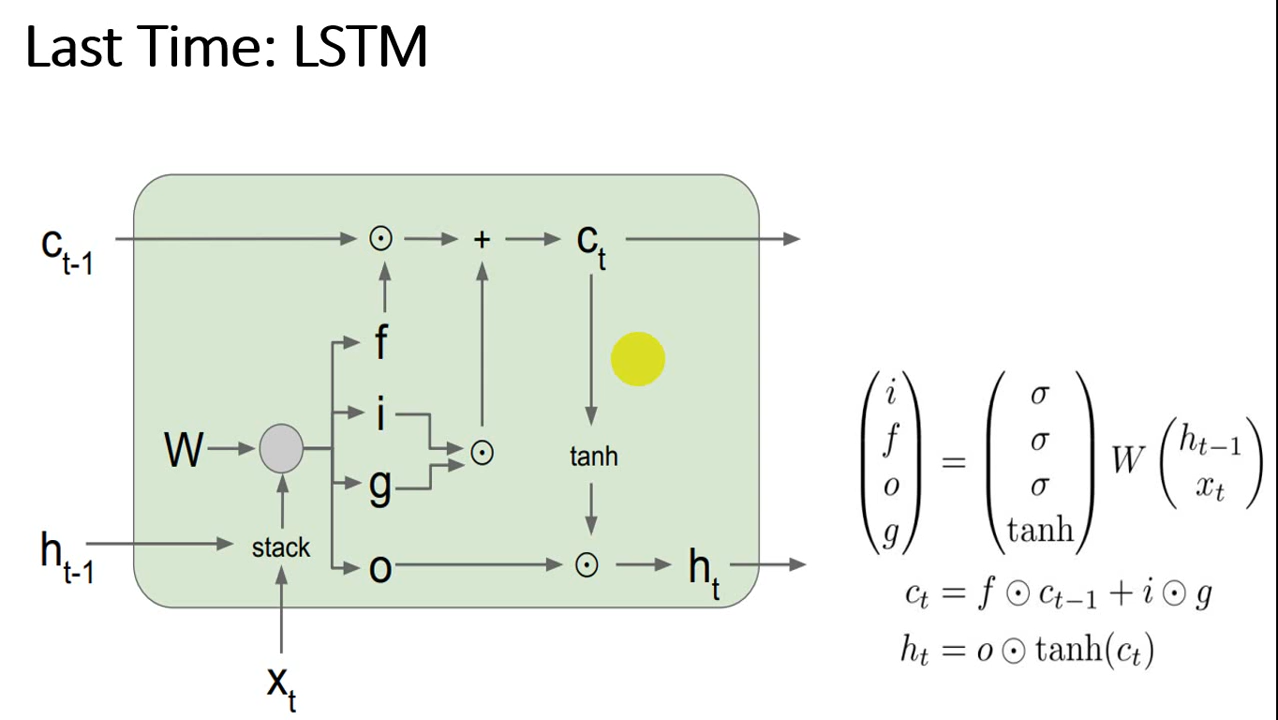 Last Time: LSTM
c_{t-1} ⊙ + c_t
f
i
W ⊙ tanh
g
h_{t-1} stack
o ⊙ h_t
x_t
(i f o g) = (σ σ σ tanh) W (h_{t-1} x_t)
c_t = f ⊙ c_{t-1} + i ⊙ g
h_t = o ⊙ tanh(c_t)